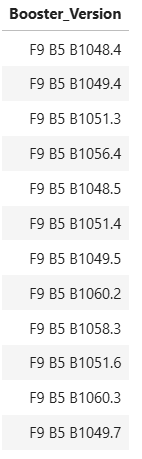 Booster_Version
F9 B5 B1048.4
F9 B5 B1049.4
F9 B5 B1051.3
F9 B5 B1056.4
F9 B5 B1048.5
F9 B5 B1051.4
F9 B5 B1049.5
F9 B5 B1060.2
F9 B5 B1058.3
F9 B5 B1051.6
F9 B5 B1060.3
F9 B5 B1049.7